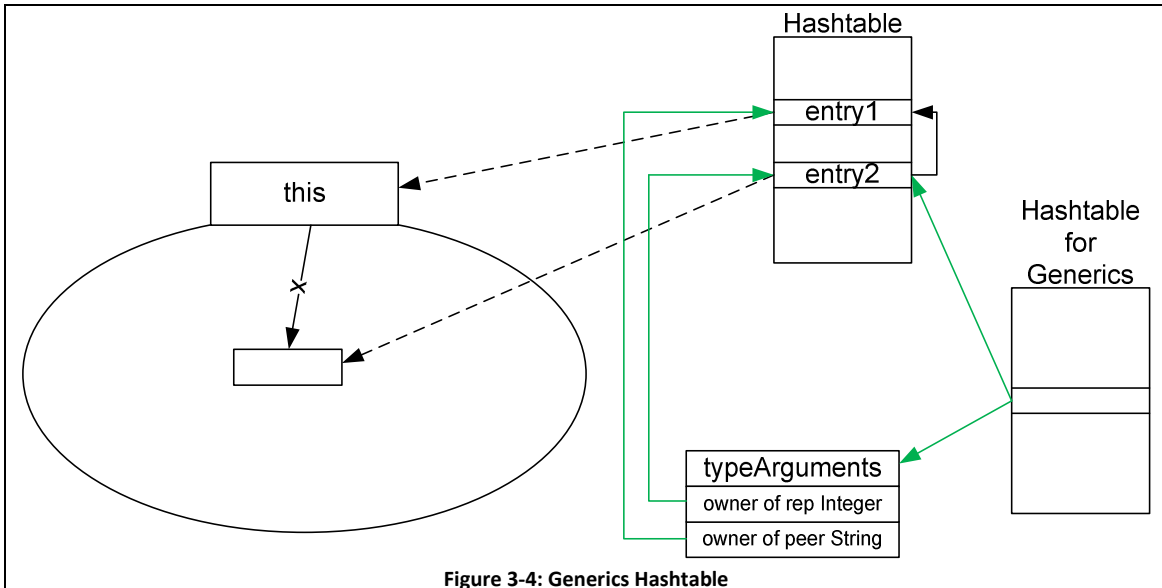 Hashtable
entry1
entry2
this
x
Hashtable
for
Generics
typeArguments
owner of rep Integer
owner of peer String
Figure 3-4: Generics Hashtable